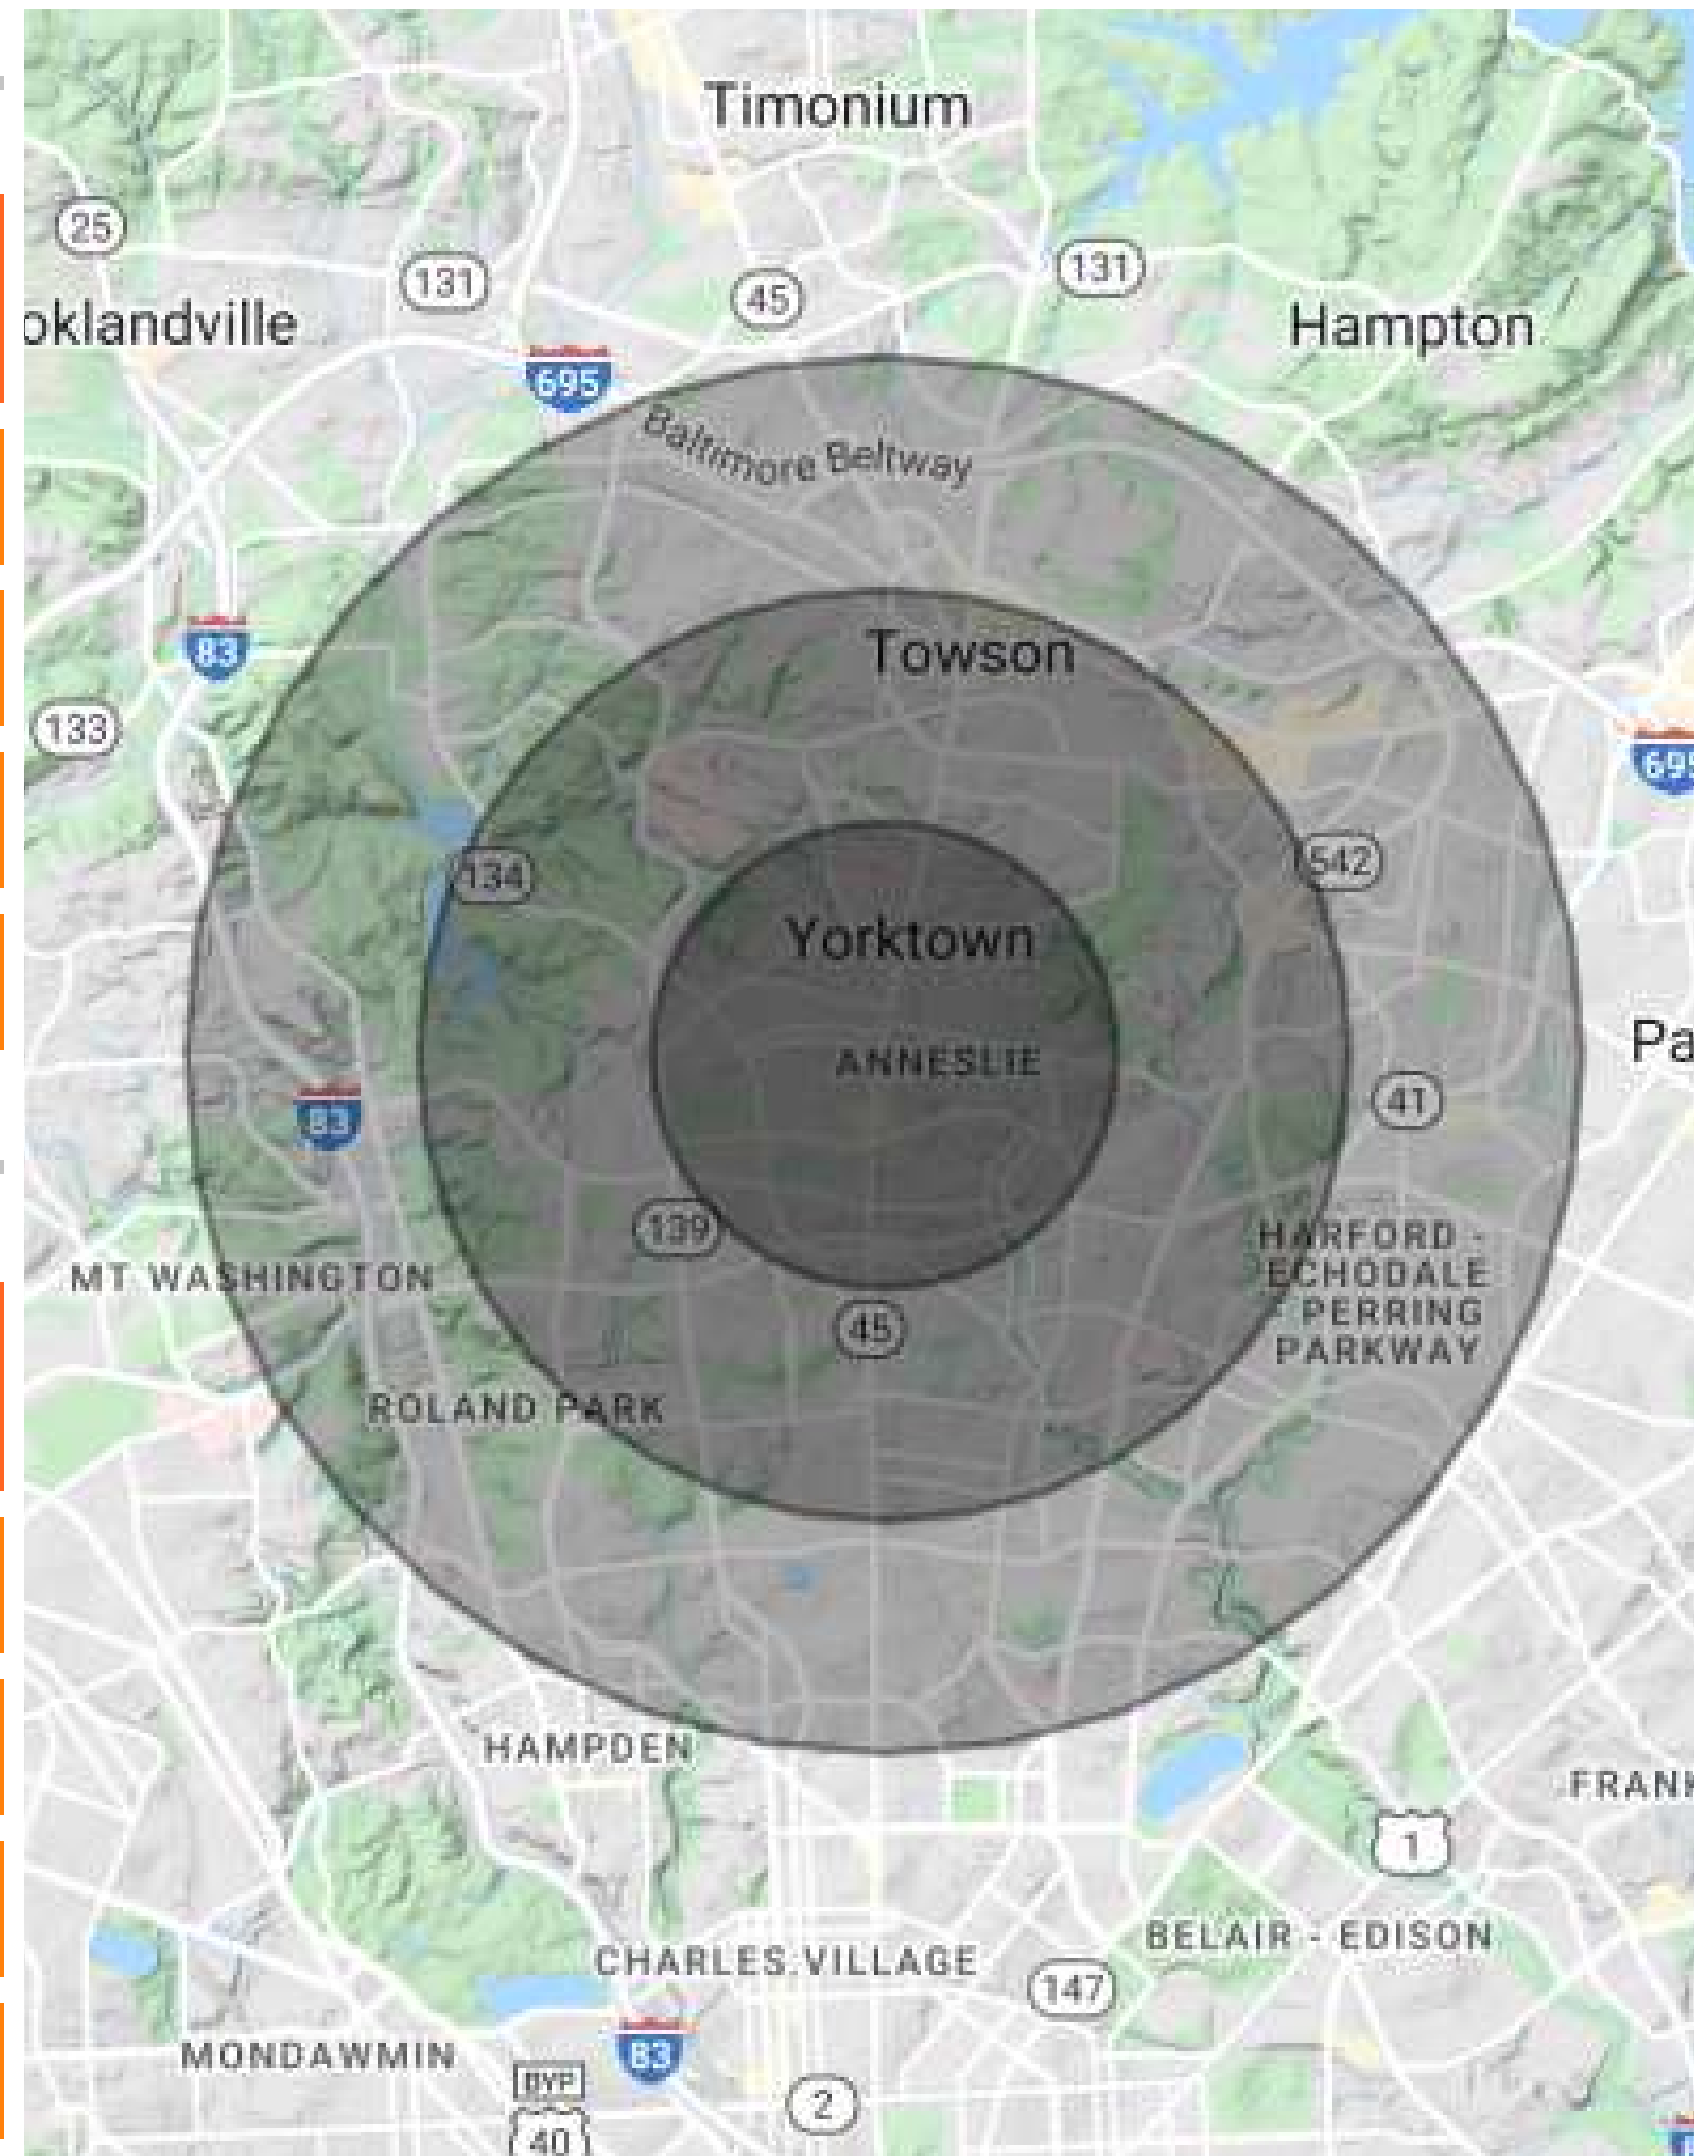 Timonium
25
131
45
131
oklandville
Hampton
695
Baltimore Beltway
83
Towson
133
695
134
542
Yorktown
Pa
ANNESLIE
83
41
139
HARFORD -
ECHODALE
- PERRING
PARKWAY
MT WASHINGTON
45
ROLAND PARK
HAMPDEN
FRANK
1
BELAIR - EDISON
CHARLES VILLAGE
147
MONDAWMIN
83
BYP
40
2